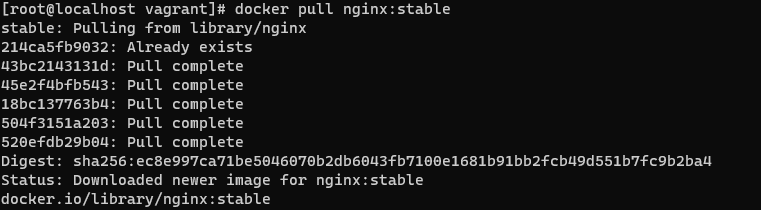 [root@localhost vagrant]# docker pull nginx:stable
stable: Pulling from library/nginx
214ca5fb9032: Already exists
43bc2143131d: Pull complete
45e2f4bfb543: Pull complete
18bc137763b4: Pull complete
504f3151a203: Pull complete
520efdb29b04: Pull complete
Digest: sha256:ec8e997ca71be5046070b2db6043fb7100e1681b91bb2fcb49d551b7fc9b2ba4
Status: Downloaded newer image for nginx:stable
docker.io/library/nginx:stable